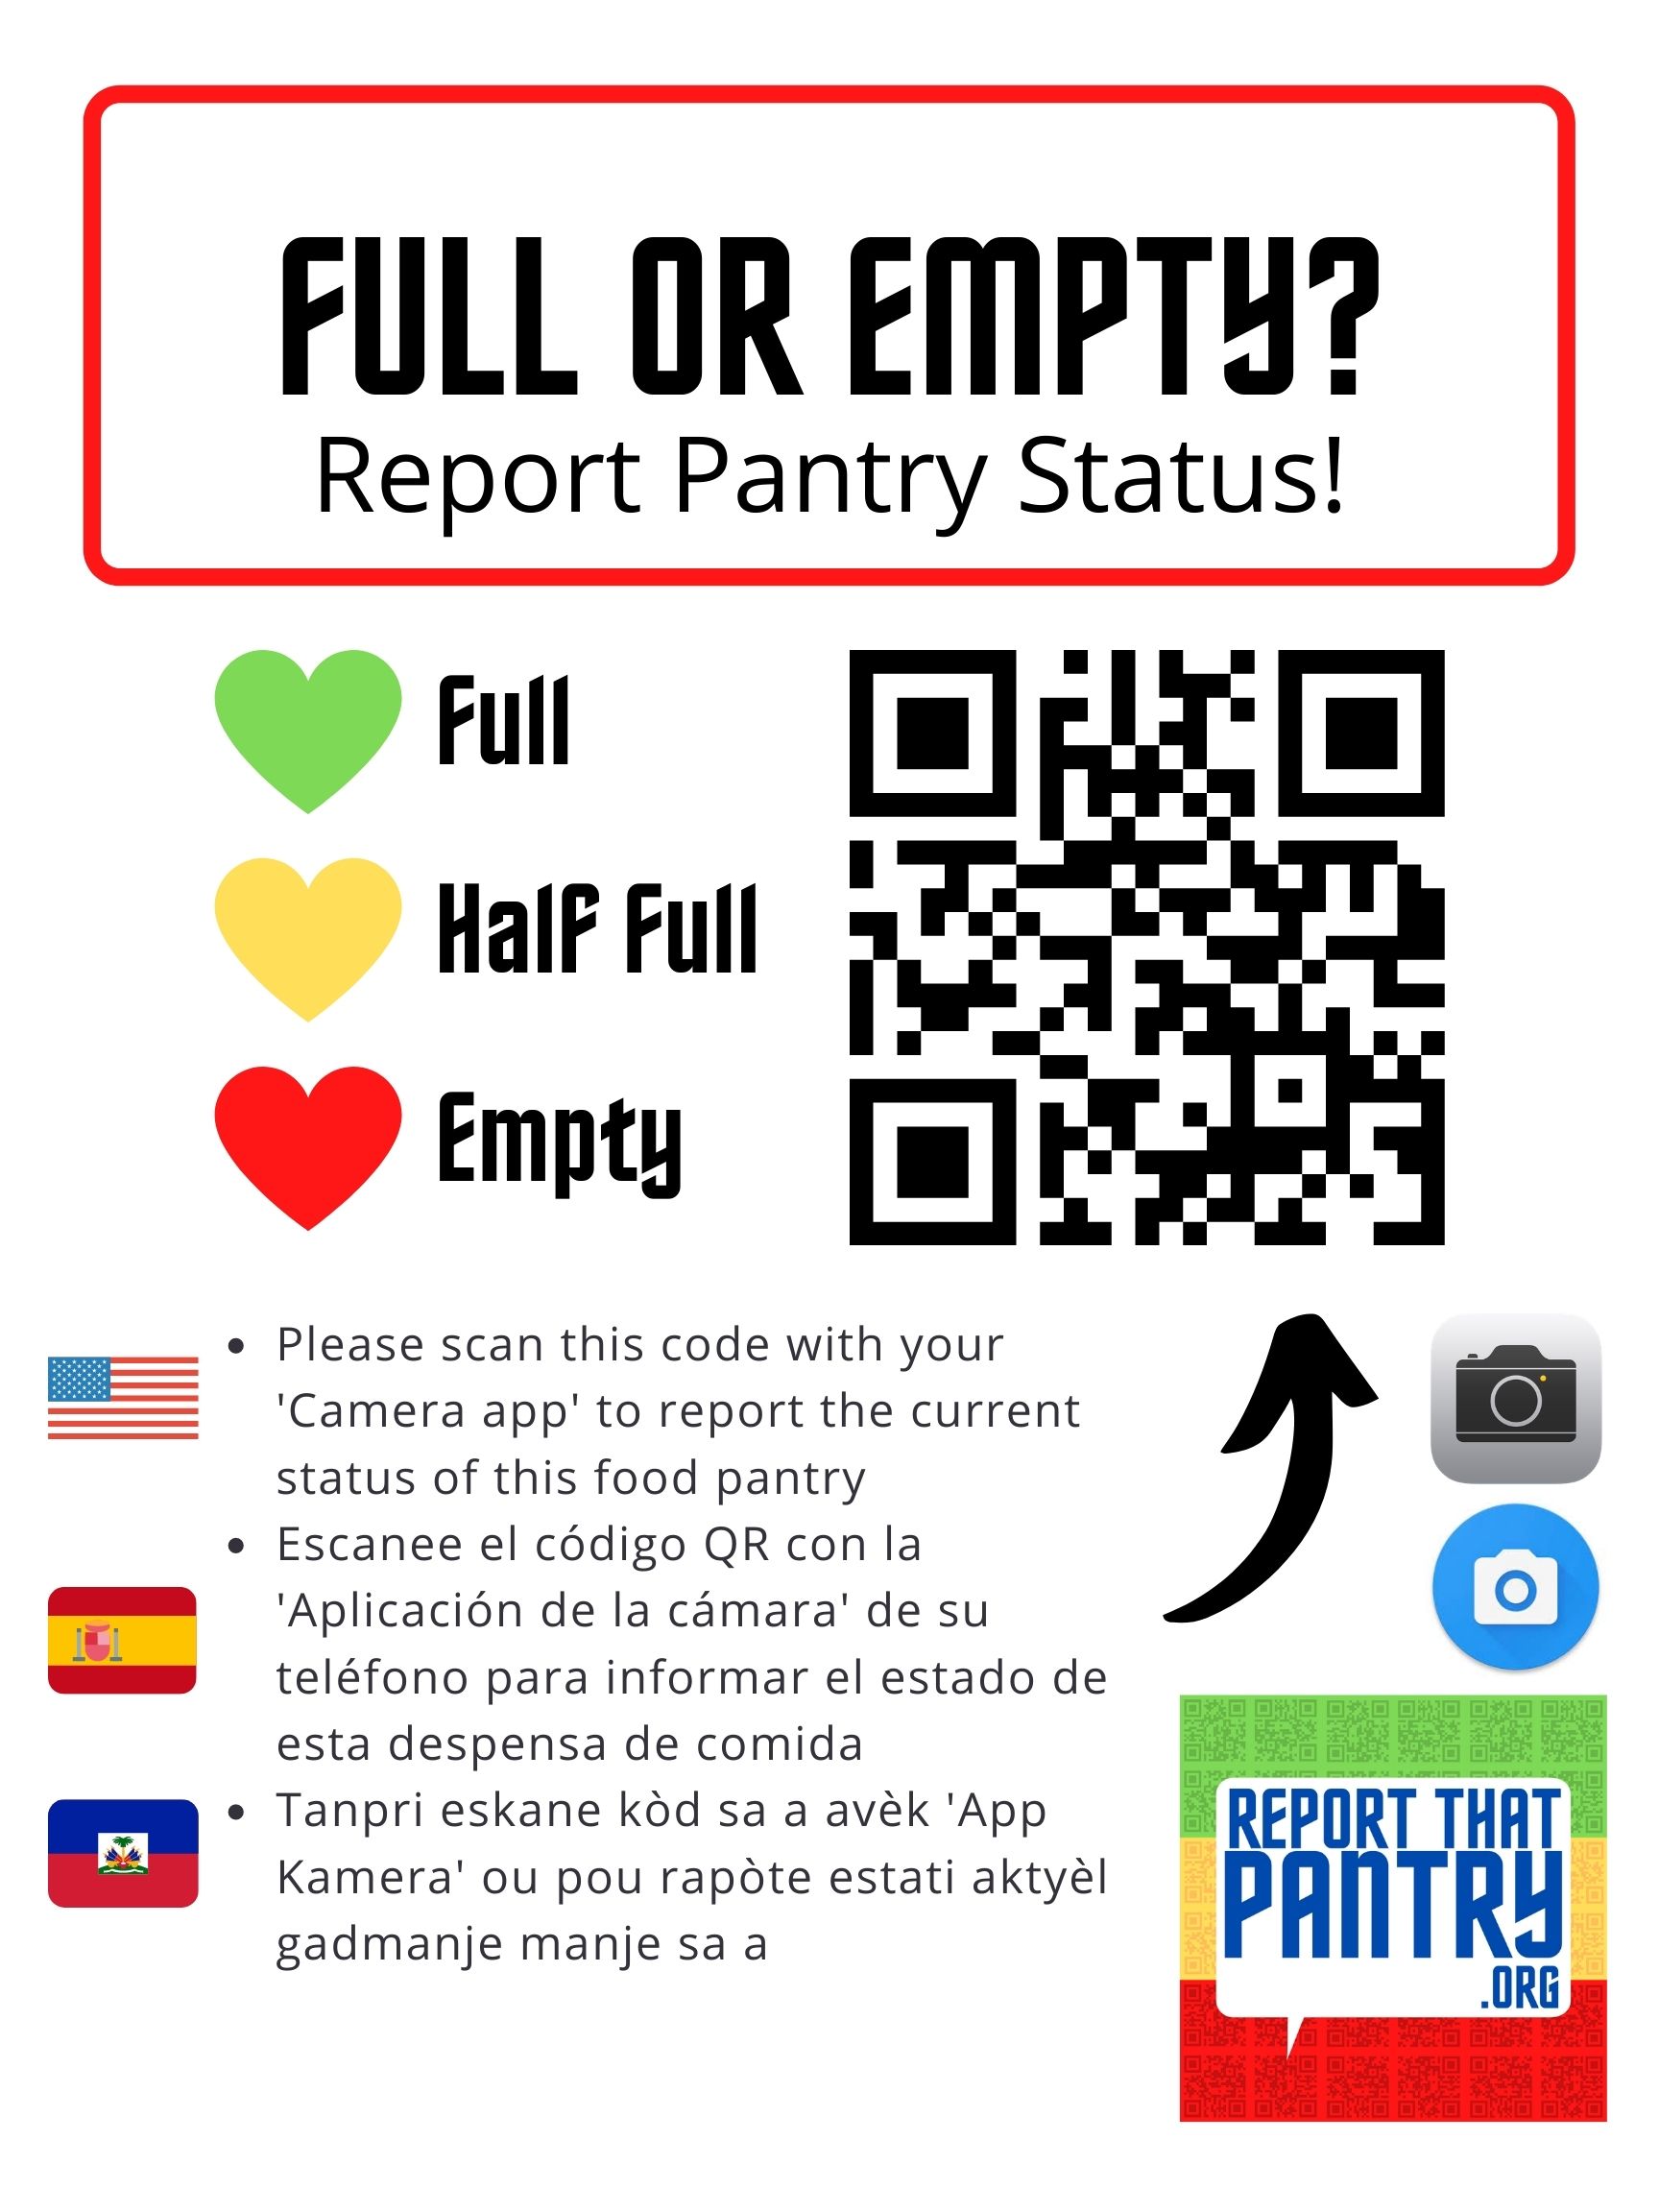 FULL OR EMPTY?
Report Pantry Status!
Full
Half Full
Empty
• Please scan this code with your
'Camera app' to report the current
status of this food pantry
• Escanee el código QR con la
'Aplicación de la cámara' de su
teléfono para informar el estado de
esta despensa de comida
• Tanpri eskane kòd sa a avèk 'App
Kamera' ou pou rapòte estati aktyèl
gadmanje manje sa a
REPORT THAT
PANTRY
.ORG